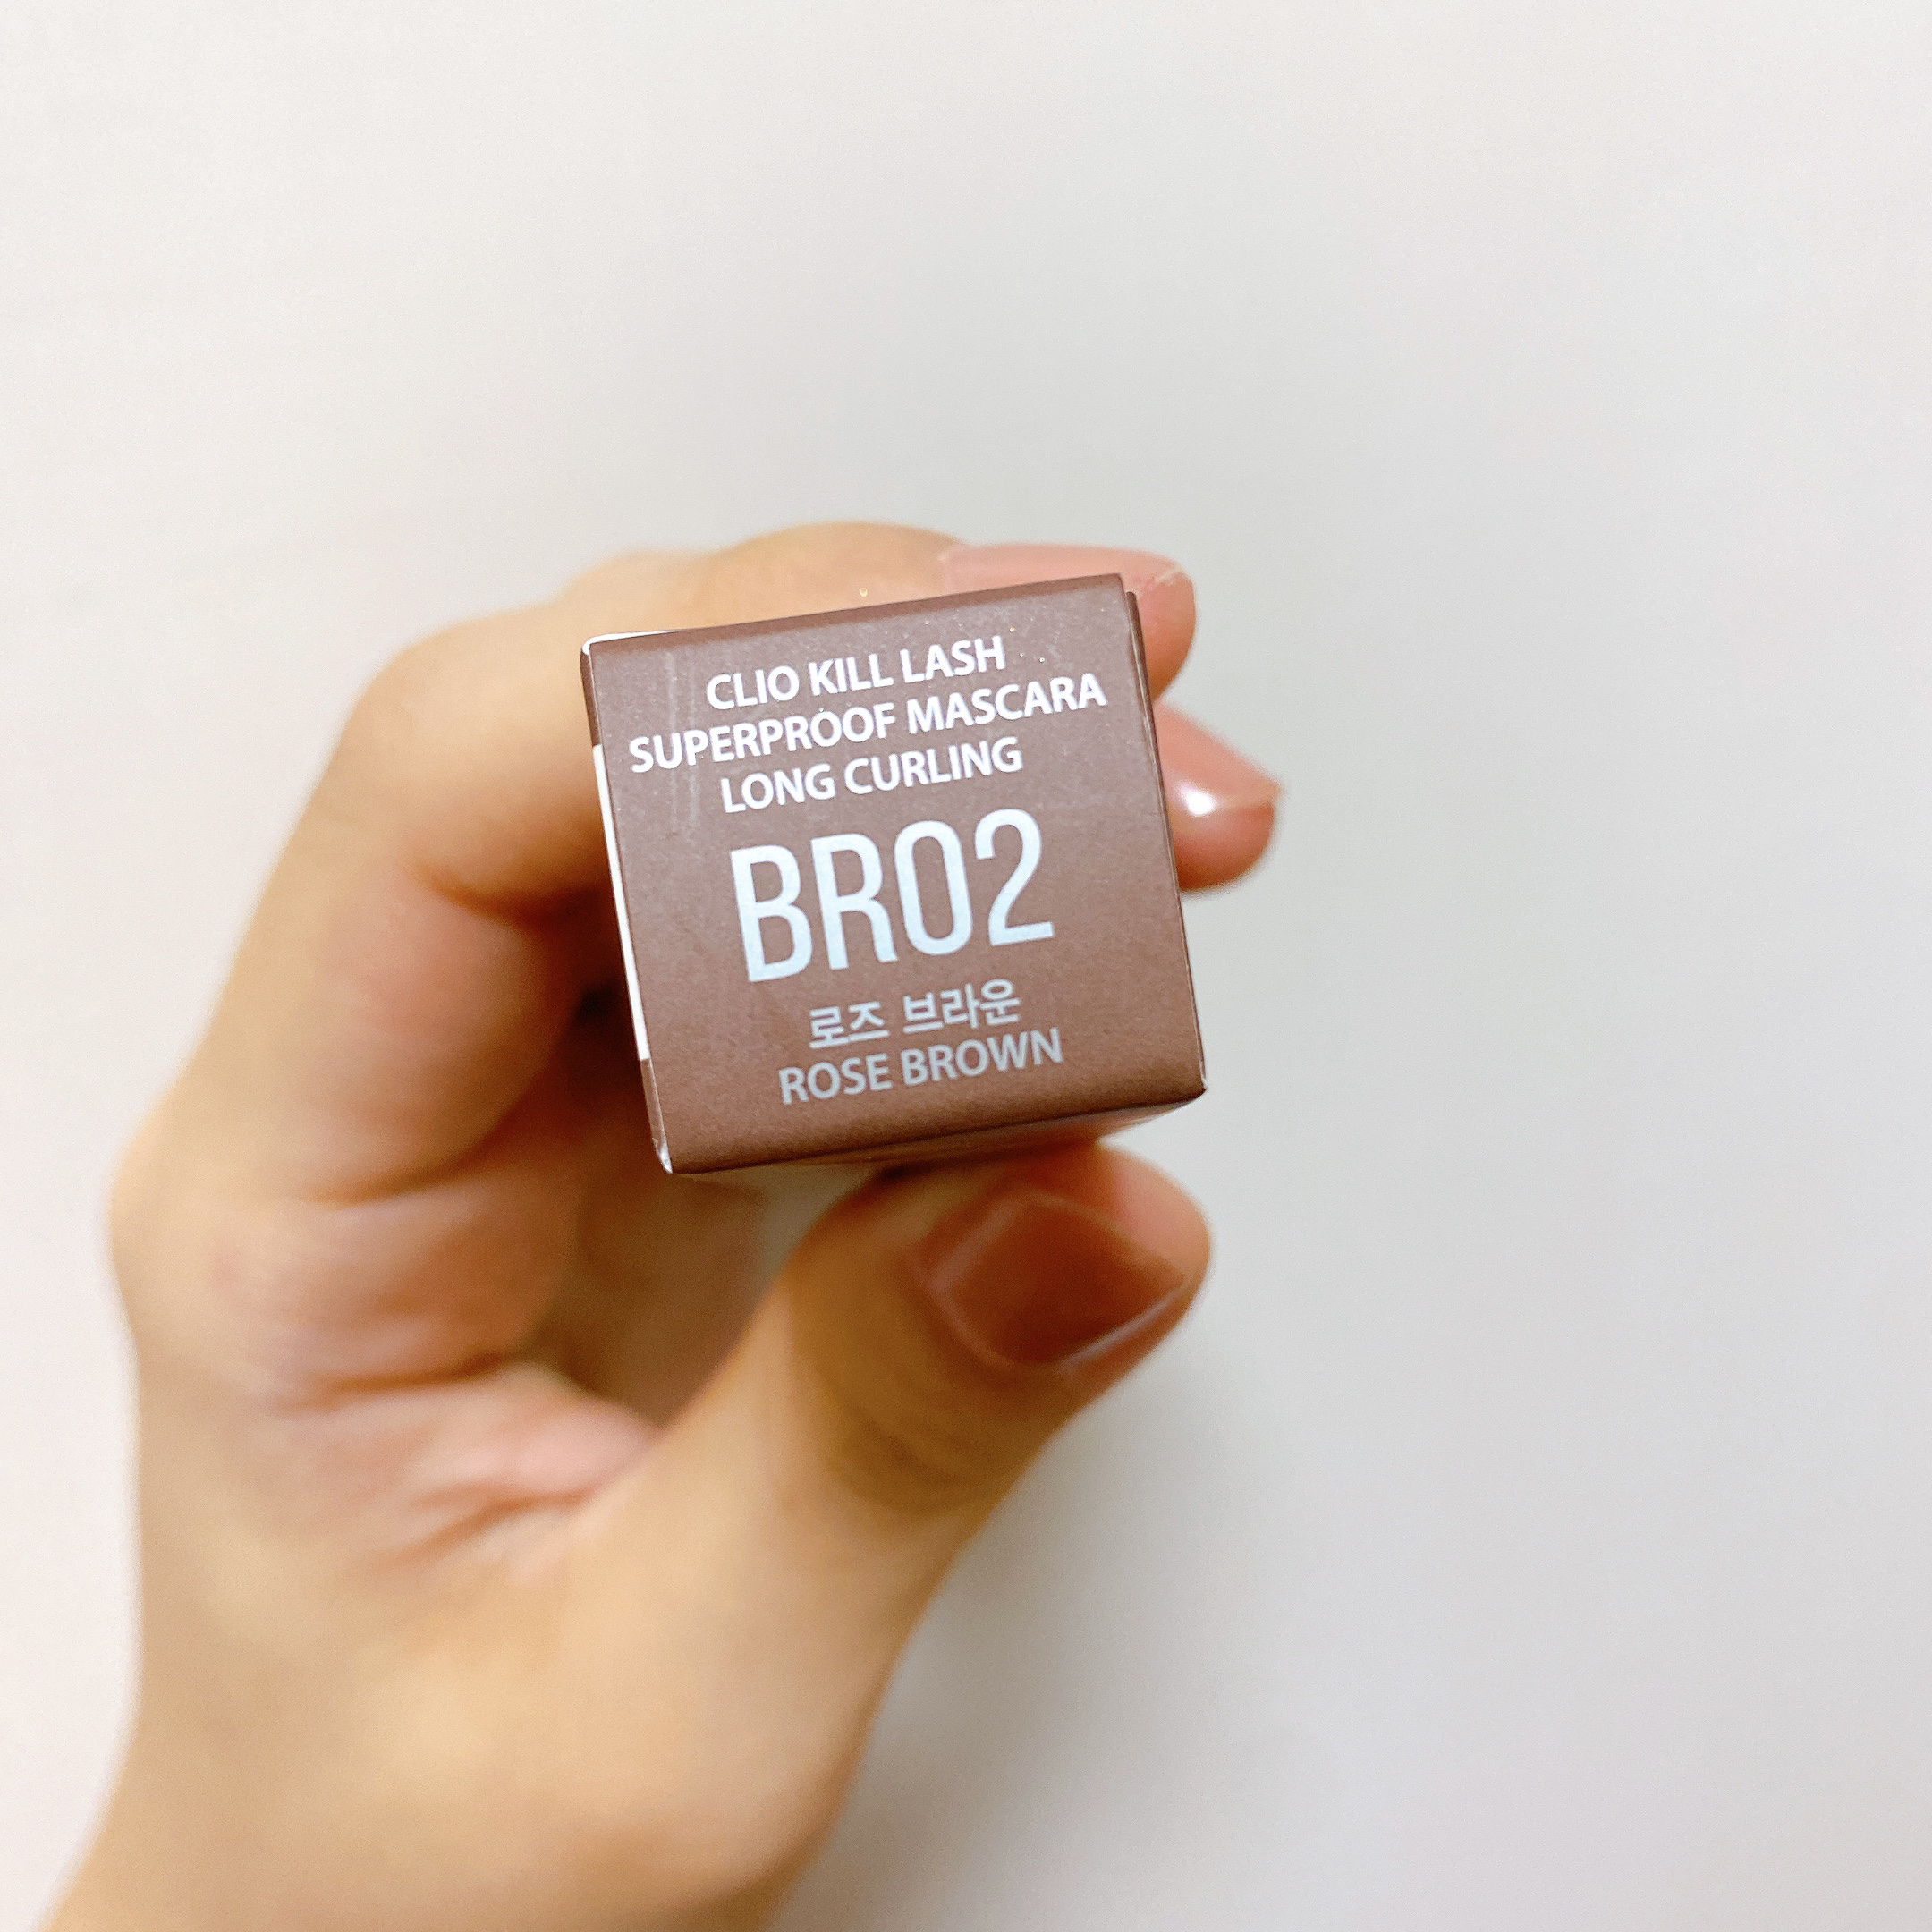 CLIO KILL LASH
SUPERPROOF MASCARA
LONG CURLING
BR02
로즈 브라운
ROSE BROWN